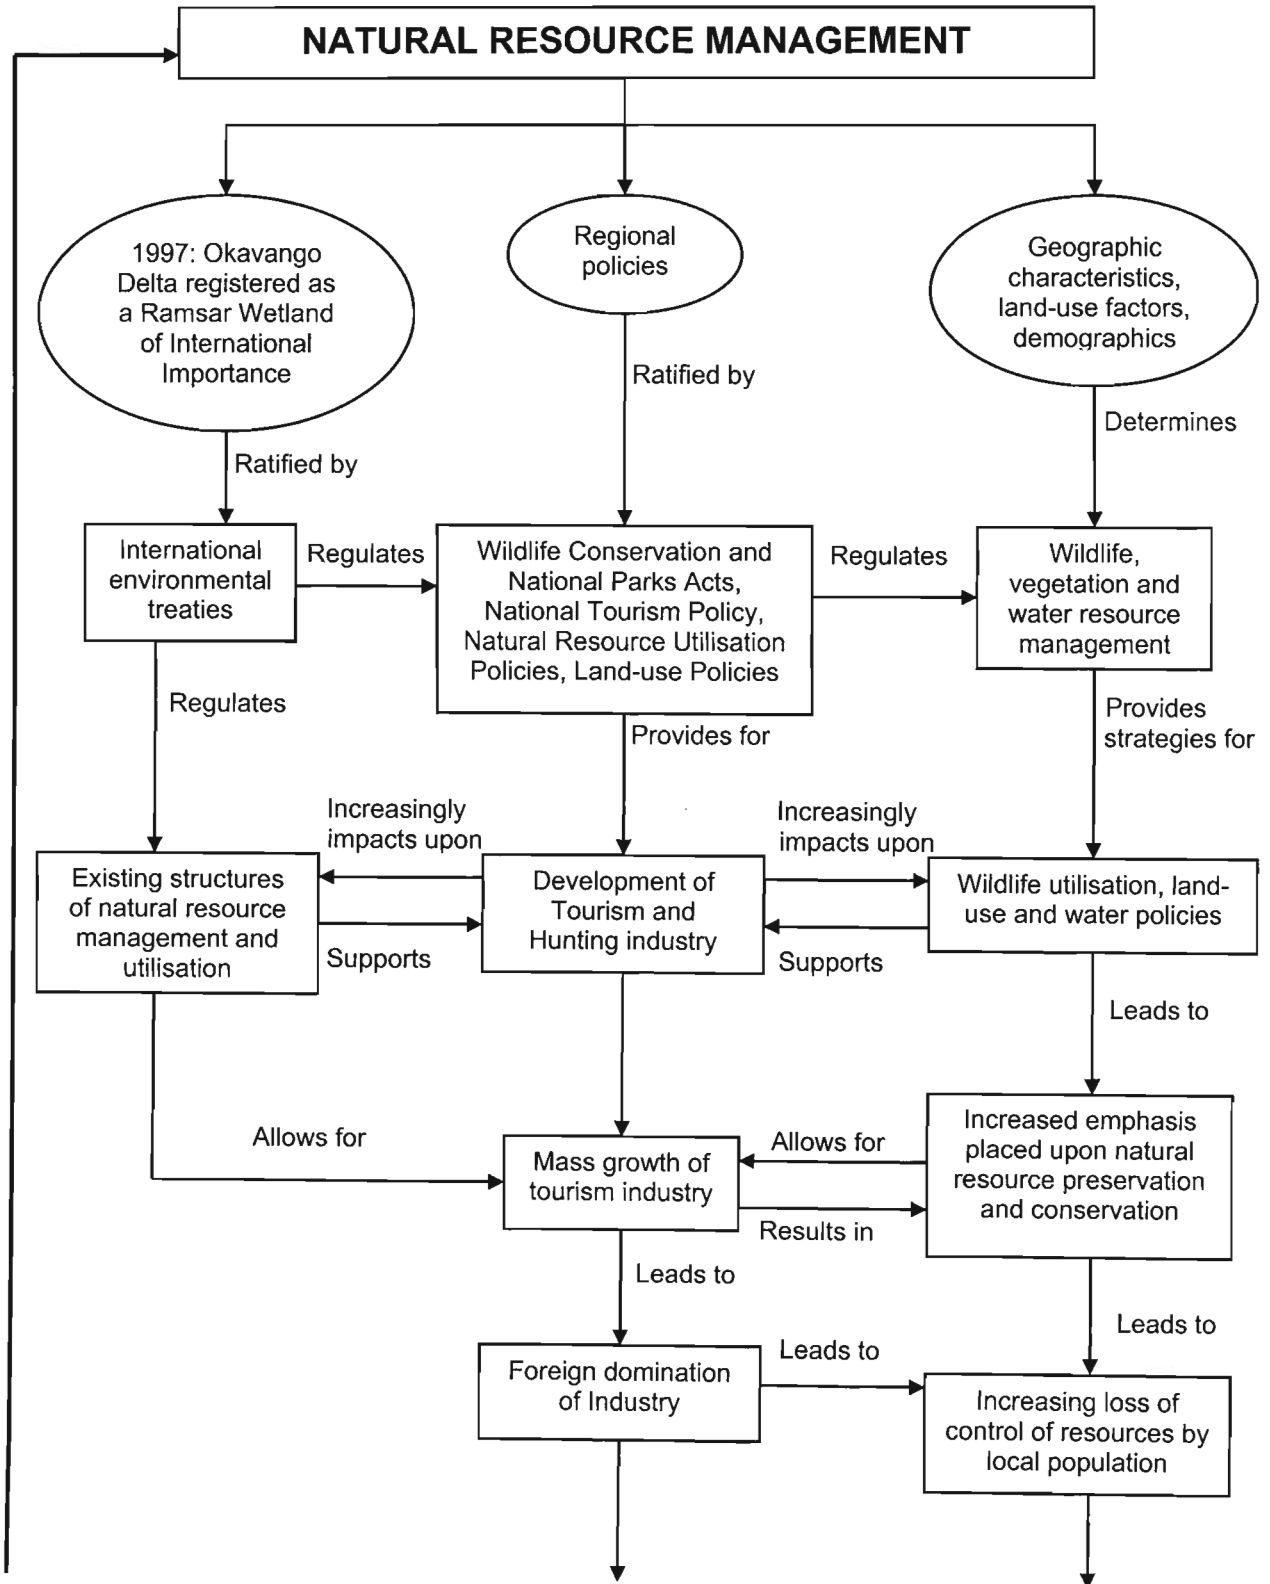 NATURAL RESOURCE MANAGEMENT
1997: Okavango
Delta registered as
a Ramsar Wetland
of International
Importance
Regional
policies
Geographic
characteristics,
land-use factors,
demographics
Ratified by
Ratified by
Determines
International
environmental
treaties
Regulates
Wildlife Conservation and
National Parks Acts,
National Tourism Policy,
Natural Resource Utilisation
Policies, Land-use Policies
Regulates
Wildlife,
vegetation and
water resource
management
Regulates
Provides for
Provides
strategies for
Increasingly
impacts upon
Increasingly
impacts upon
Existing structures
of natural resource
management and
utilisation
Supports
Development of
Tourism and
Hunting industry
Supports
Wildlife utilisation, land-
use and water policies
Leads to
Allows for
Mass growth of
tourism industry
Allows for
Results in
Increased emphasis
placed upon natural
resource preservation
and conservation
Leads to
Leads to
Foreign domination
of Industry
Leads to
Increasing loss of
control of resources by
local population